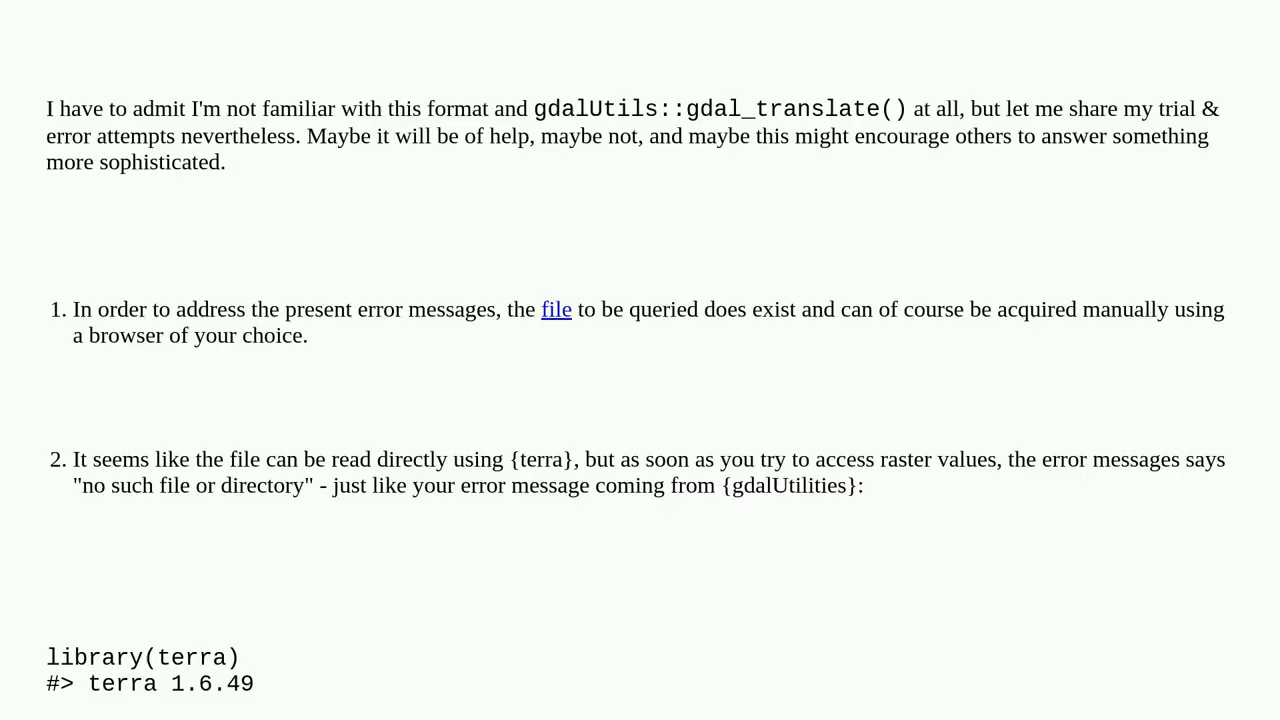 I have to admit I'm not familiar with this format and gdalUtils::gdal_translate() at all, but let me share my trial &
error attempts nevertheless. Maybe it will be of help, maybe not, and maybe this might encourage others to answer something
more sophisticated.
1. In order to address the present error messages, the file to be queried does exist and can of course be acquired manually using
a browser of your choice.
2. It seems like the file can be read directly using {terra}, but as soon as you try to access raster values, the error messages says
"no such file or directory" - just like your error message coming from {gdalUtilities}:
library(terra)
#> terra 1.6.49